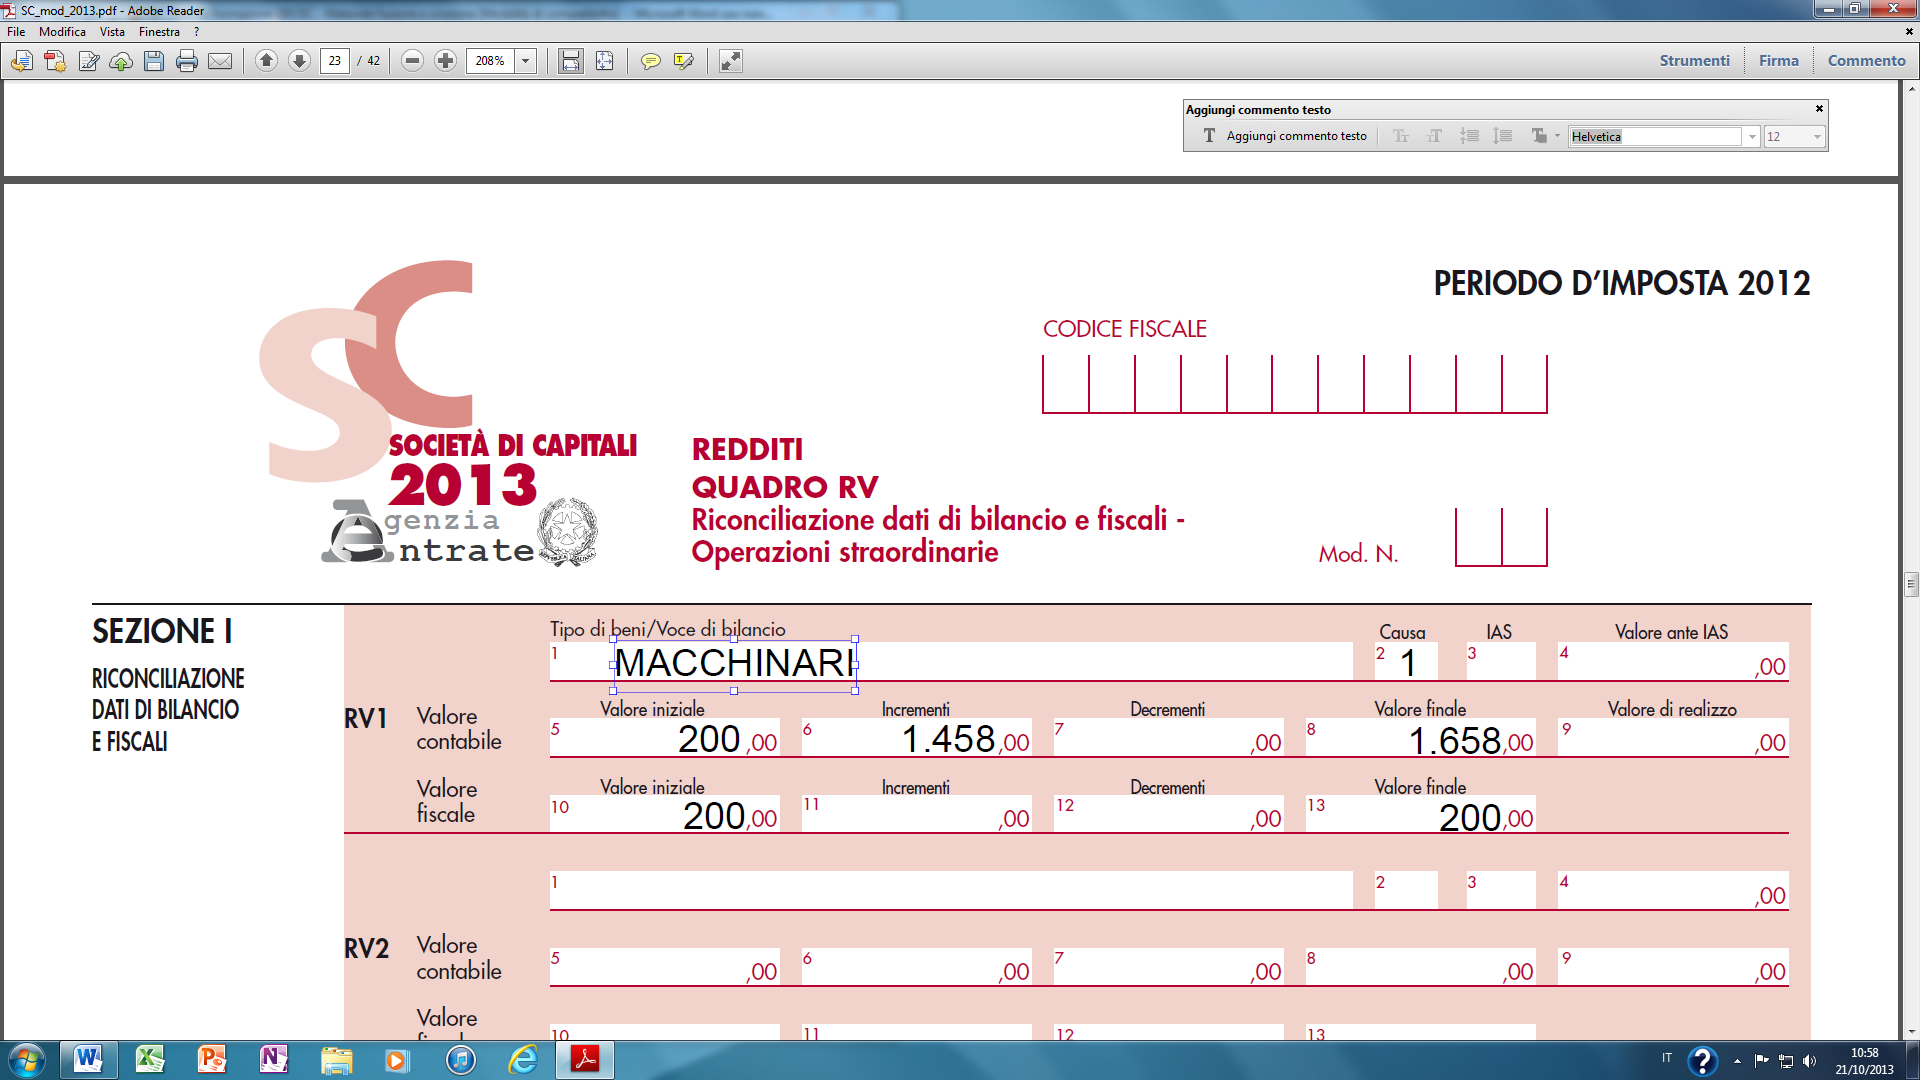 SC_mod_2013.pdf - Adobe Reader
File Modifica Vista Finestra ?
23 / 42 208% Strumenti Firma Commento
Aggiungi commento testo
T Aggiungi commento testo Helvetica 12
PERIODO D'IMPOSTA 2012
CODICE FISCALE
SC
SOCIETÀ DI CAPITALI
2013
Agenzia
Entrate
REDDITI
QUADRO RV
Riconciliazione dati di bilancio e fiscali -
Operazioni straordinarie
Mod. N.
SEZIONE I
RICONCILIAZIONE
DATI DI BILANCIO
E FISCALI
Tipo di beni/Voce di bilancio Causa IAS Valore ante IAS
1 MACCHINARI 2 1 3 4 ,00
RV1 Valore contabile Valore iniziale Incrementi Decrementi Valore finale Valore di realizzo
5 200 ,00 6 1.458 ,00 7 ,00 8 1.658 ,00 9 ,00
Valore fiscale Valore iniziale Incrementi Decrementi Valore finale
10 200 ,00 11 ,00 12 ,00 13 200 ,00
1 2 3 4 ,00
RV2 Valore contabile
5 ,00 6 ,00 7 ,00 8 ,00 9 ,00
Valore
10 11 12 13
IT 10:58
21/10/2013